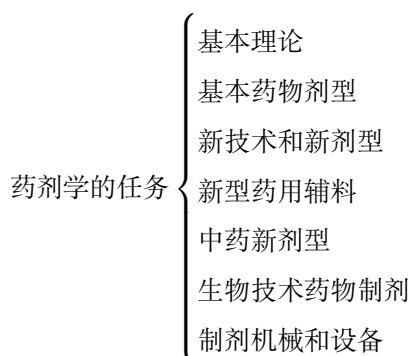 药剂学的任务
基本理论
基本药物剂型
新技术和新剂型
新型药用辅料
中药新剂型
生物技术药物制剂
制剂机械和设备